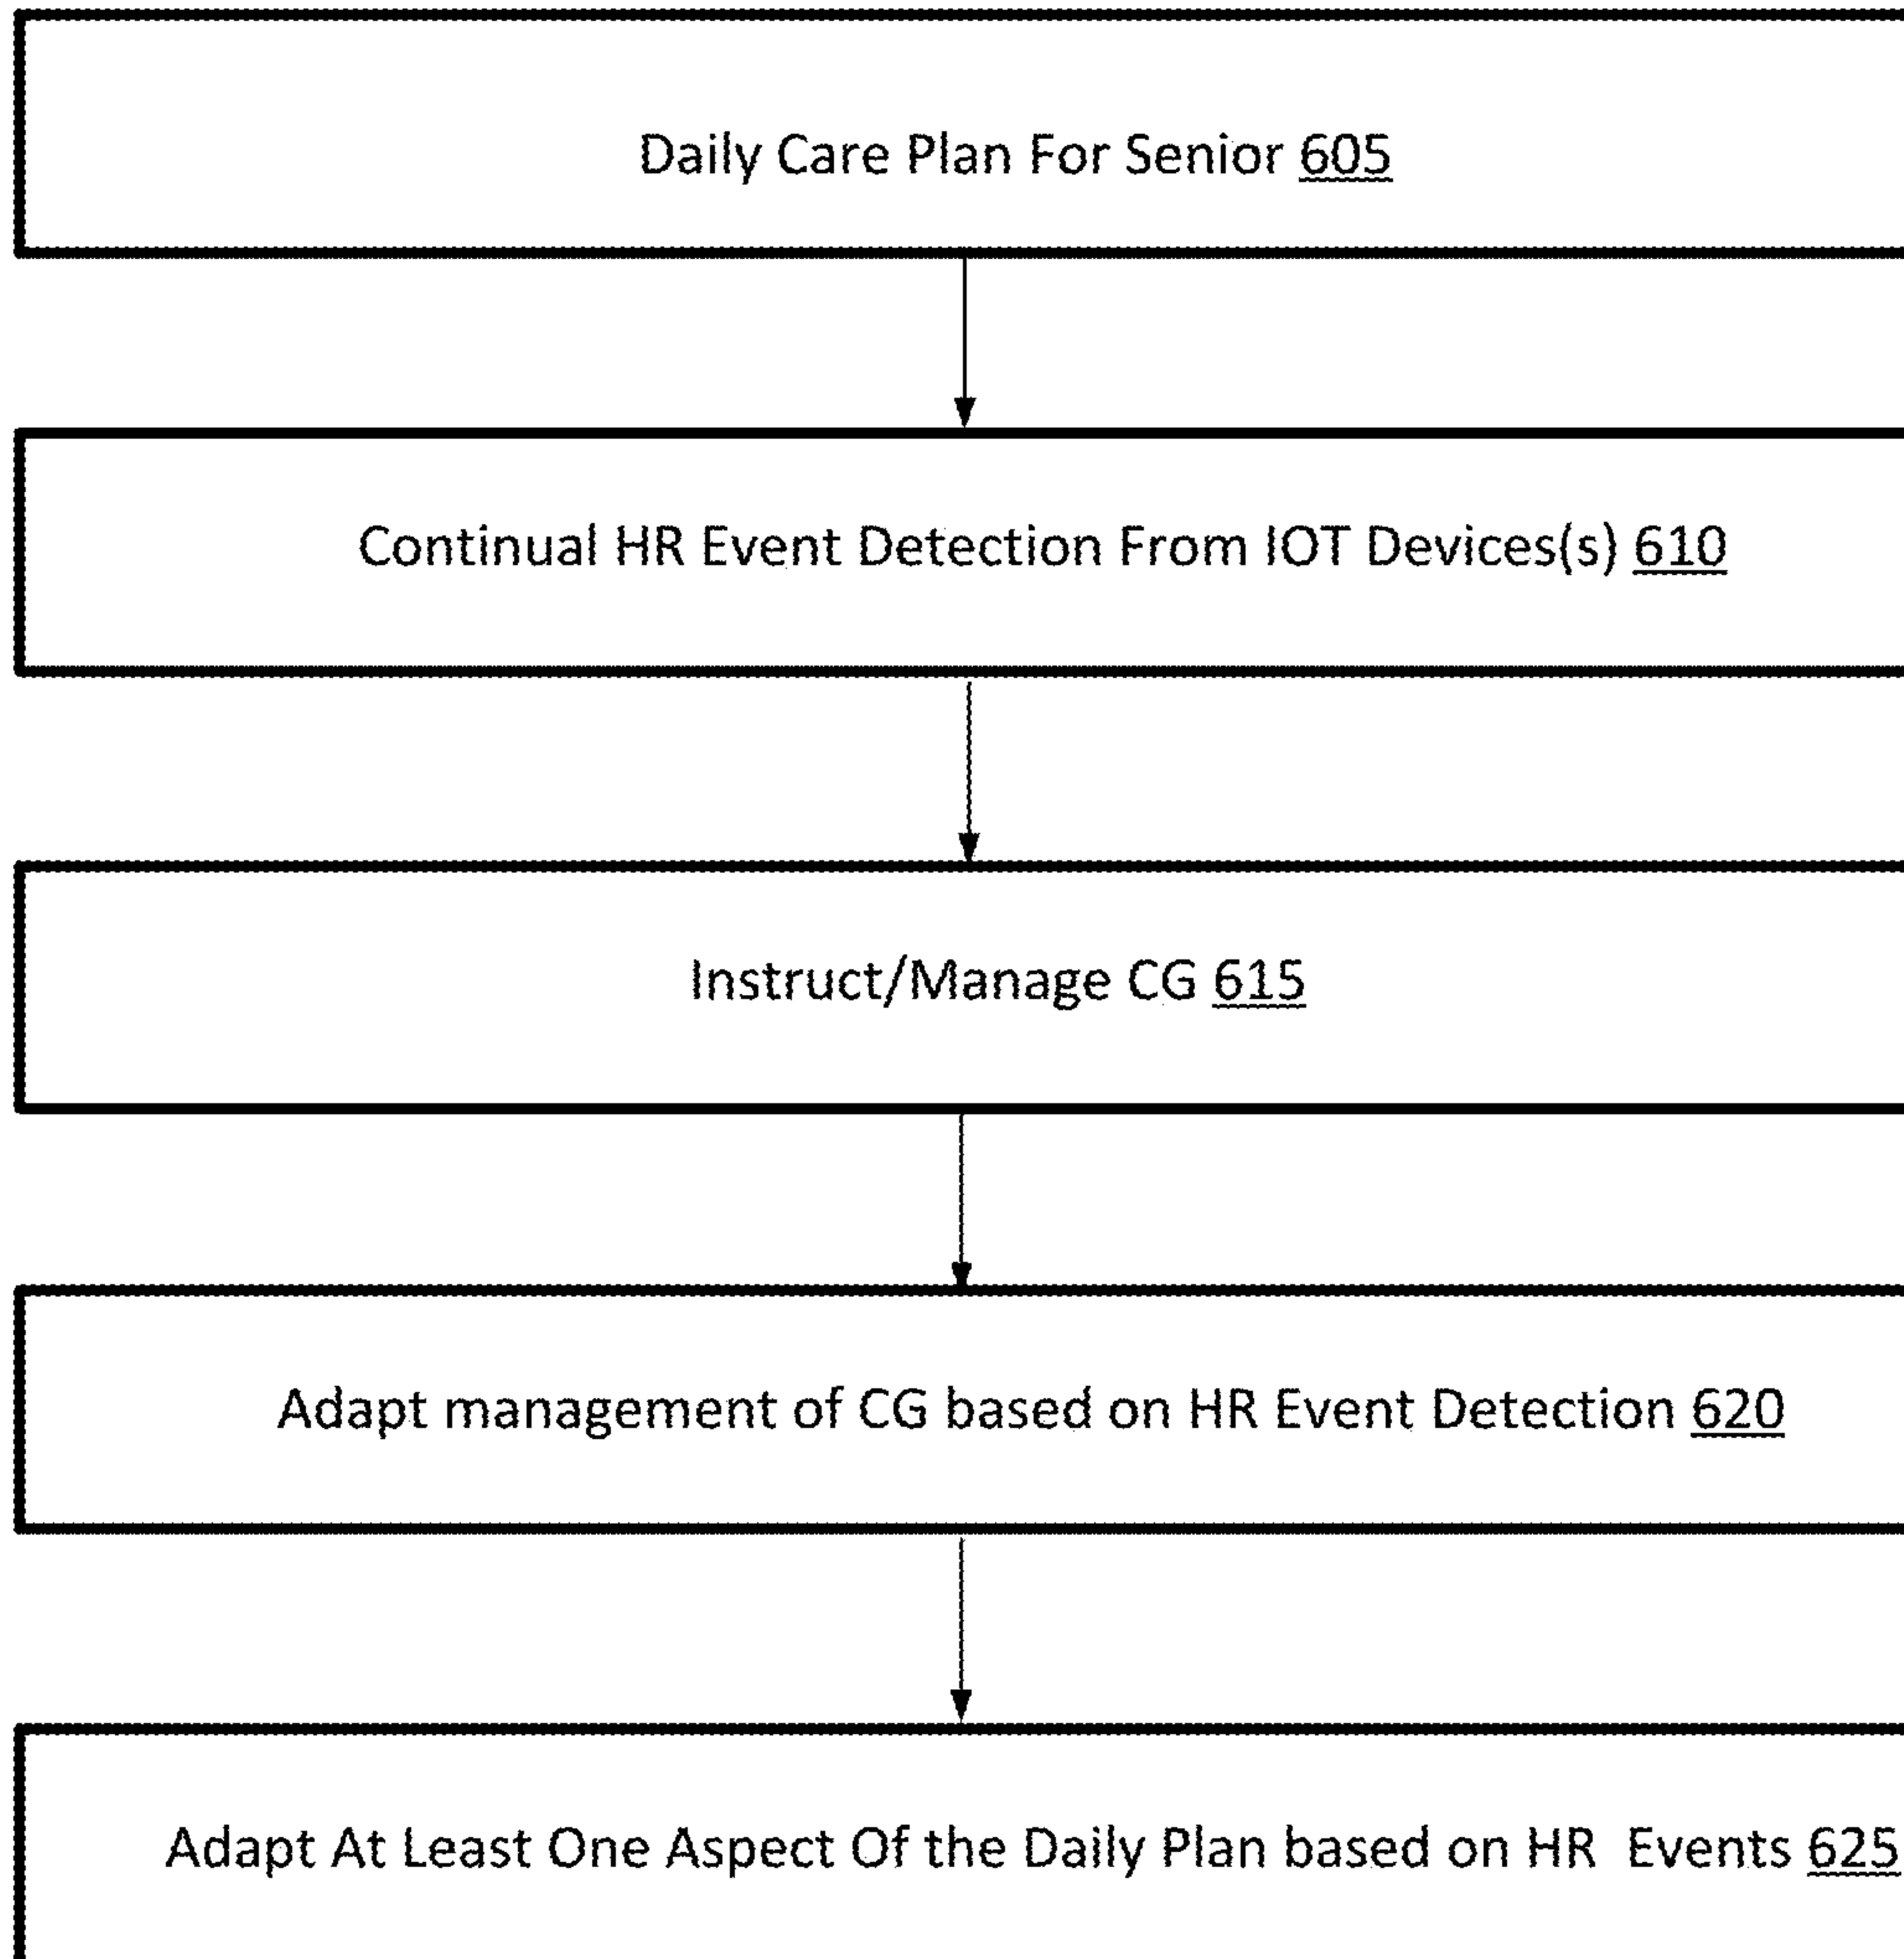 Daily Care Plan For Senior 605
Continual HR Event Detection From IOT Devices(s) 610
Instruct/Manage CG 615
Adapt management of CG based on HR Event Detection 620
Adapt At Least One Aspect Of the Daily Plan based on HR Events 625